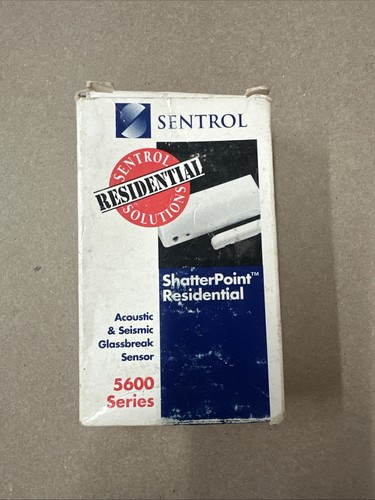 SENTROL
SENTROL
RESIDENTIAL
SOLUTIONS
ShatterPoint™
Residential
Acoustic
& Seismic
Glassbreak
Sensor
5600
Series